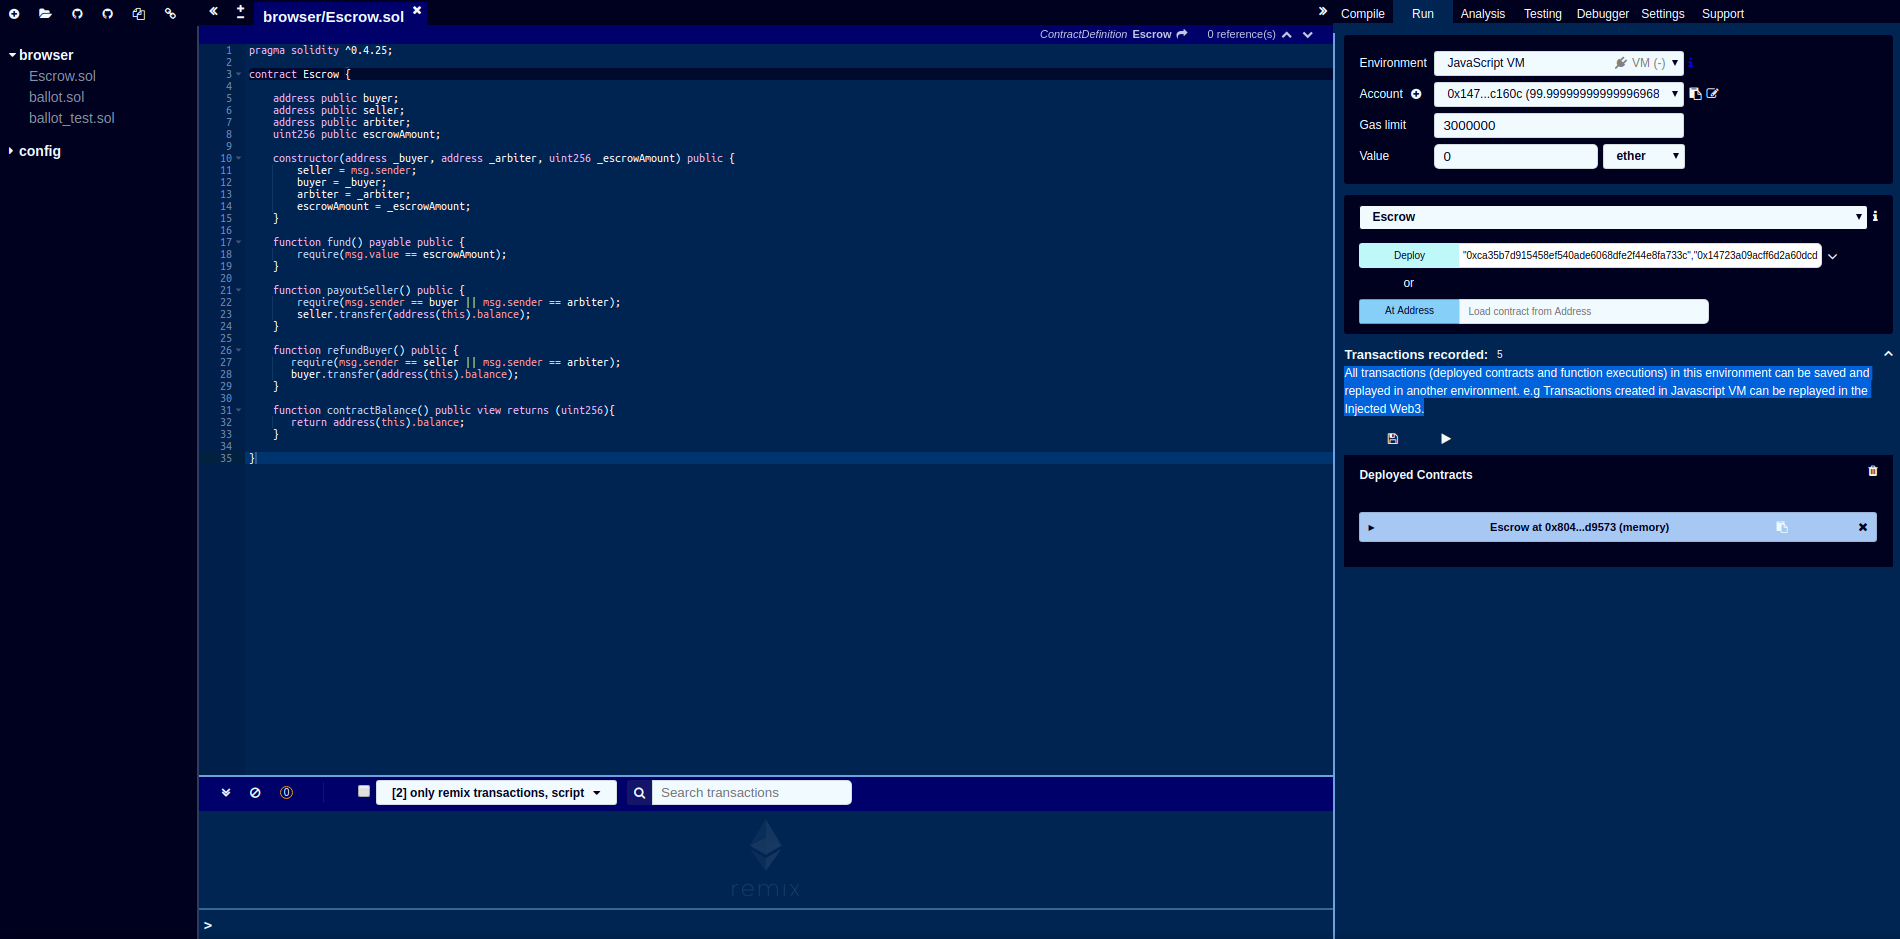 browser/Escrow.sol
Compile Run Analysis Testing Debugger Settings Support
browser
Escrow.sol
ballot.sol
ballot_test.sol
config
ContractDefinition Escrow 0 reference(s)
1 pragma solidity ^0.4.25;
2
3 contract Escrow {
4
5 address public buyer;
6 address public seller;
7 address public arbiter;
8 uint256 public escrowAmount;
9
10 constructor(address _buyer, address _arbiter, uint256 _escrowAmount) public {
11 seller = msg.sender;
12 buyer = _buyer;
13 arbiter = _arbiter;
14 escrowAmount = _escrowAmount;
15 }
16
17 function fund() payable public {
18 require(msg.value == escrowAmount);
19 }
20
21 function payoutSeller() public {
22 require(msg.sender == buyer || msg.sender == arbiter);
23 seller.transfer(address(this).balance);
24 }
25
26 function refundBuyer() public {
27 require(msg.sender == seller || msg.sender == arbiter);
28 buyer.transfer(address(this).balance);
29 }
30
31 function contractBalance() public view returns (uint256){
32 return address(this).balance;
33 }
34
35 }
0 [2] only remix transactions, script Search transactions
remix
>
Environment JavaScript VM VM (-)
Account 0x147...c160c (99.99999999999996968
Gas limit 3000000
Value 0 ether
Escrow
Deploy "0xca35b7d915458ef540ade6068dfe2f44e8fa733c","0x14723a09acff6d2a60dcd
or
At Address Load contract from Address
Transactions recorded: 5
All transactions (deployed contracts and function executions) in this environment can be saved and
replayed in another environment. e.g Transactions created in Javascript VM can be replayed in the
Injected Web3.
Deployed Contracts
Escrow at 0x804...d9573 (memory)